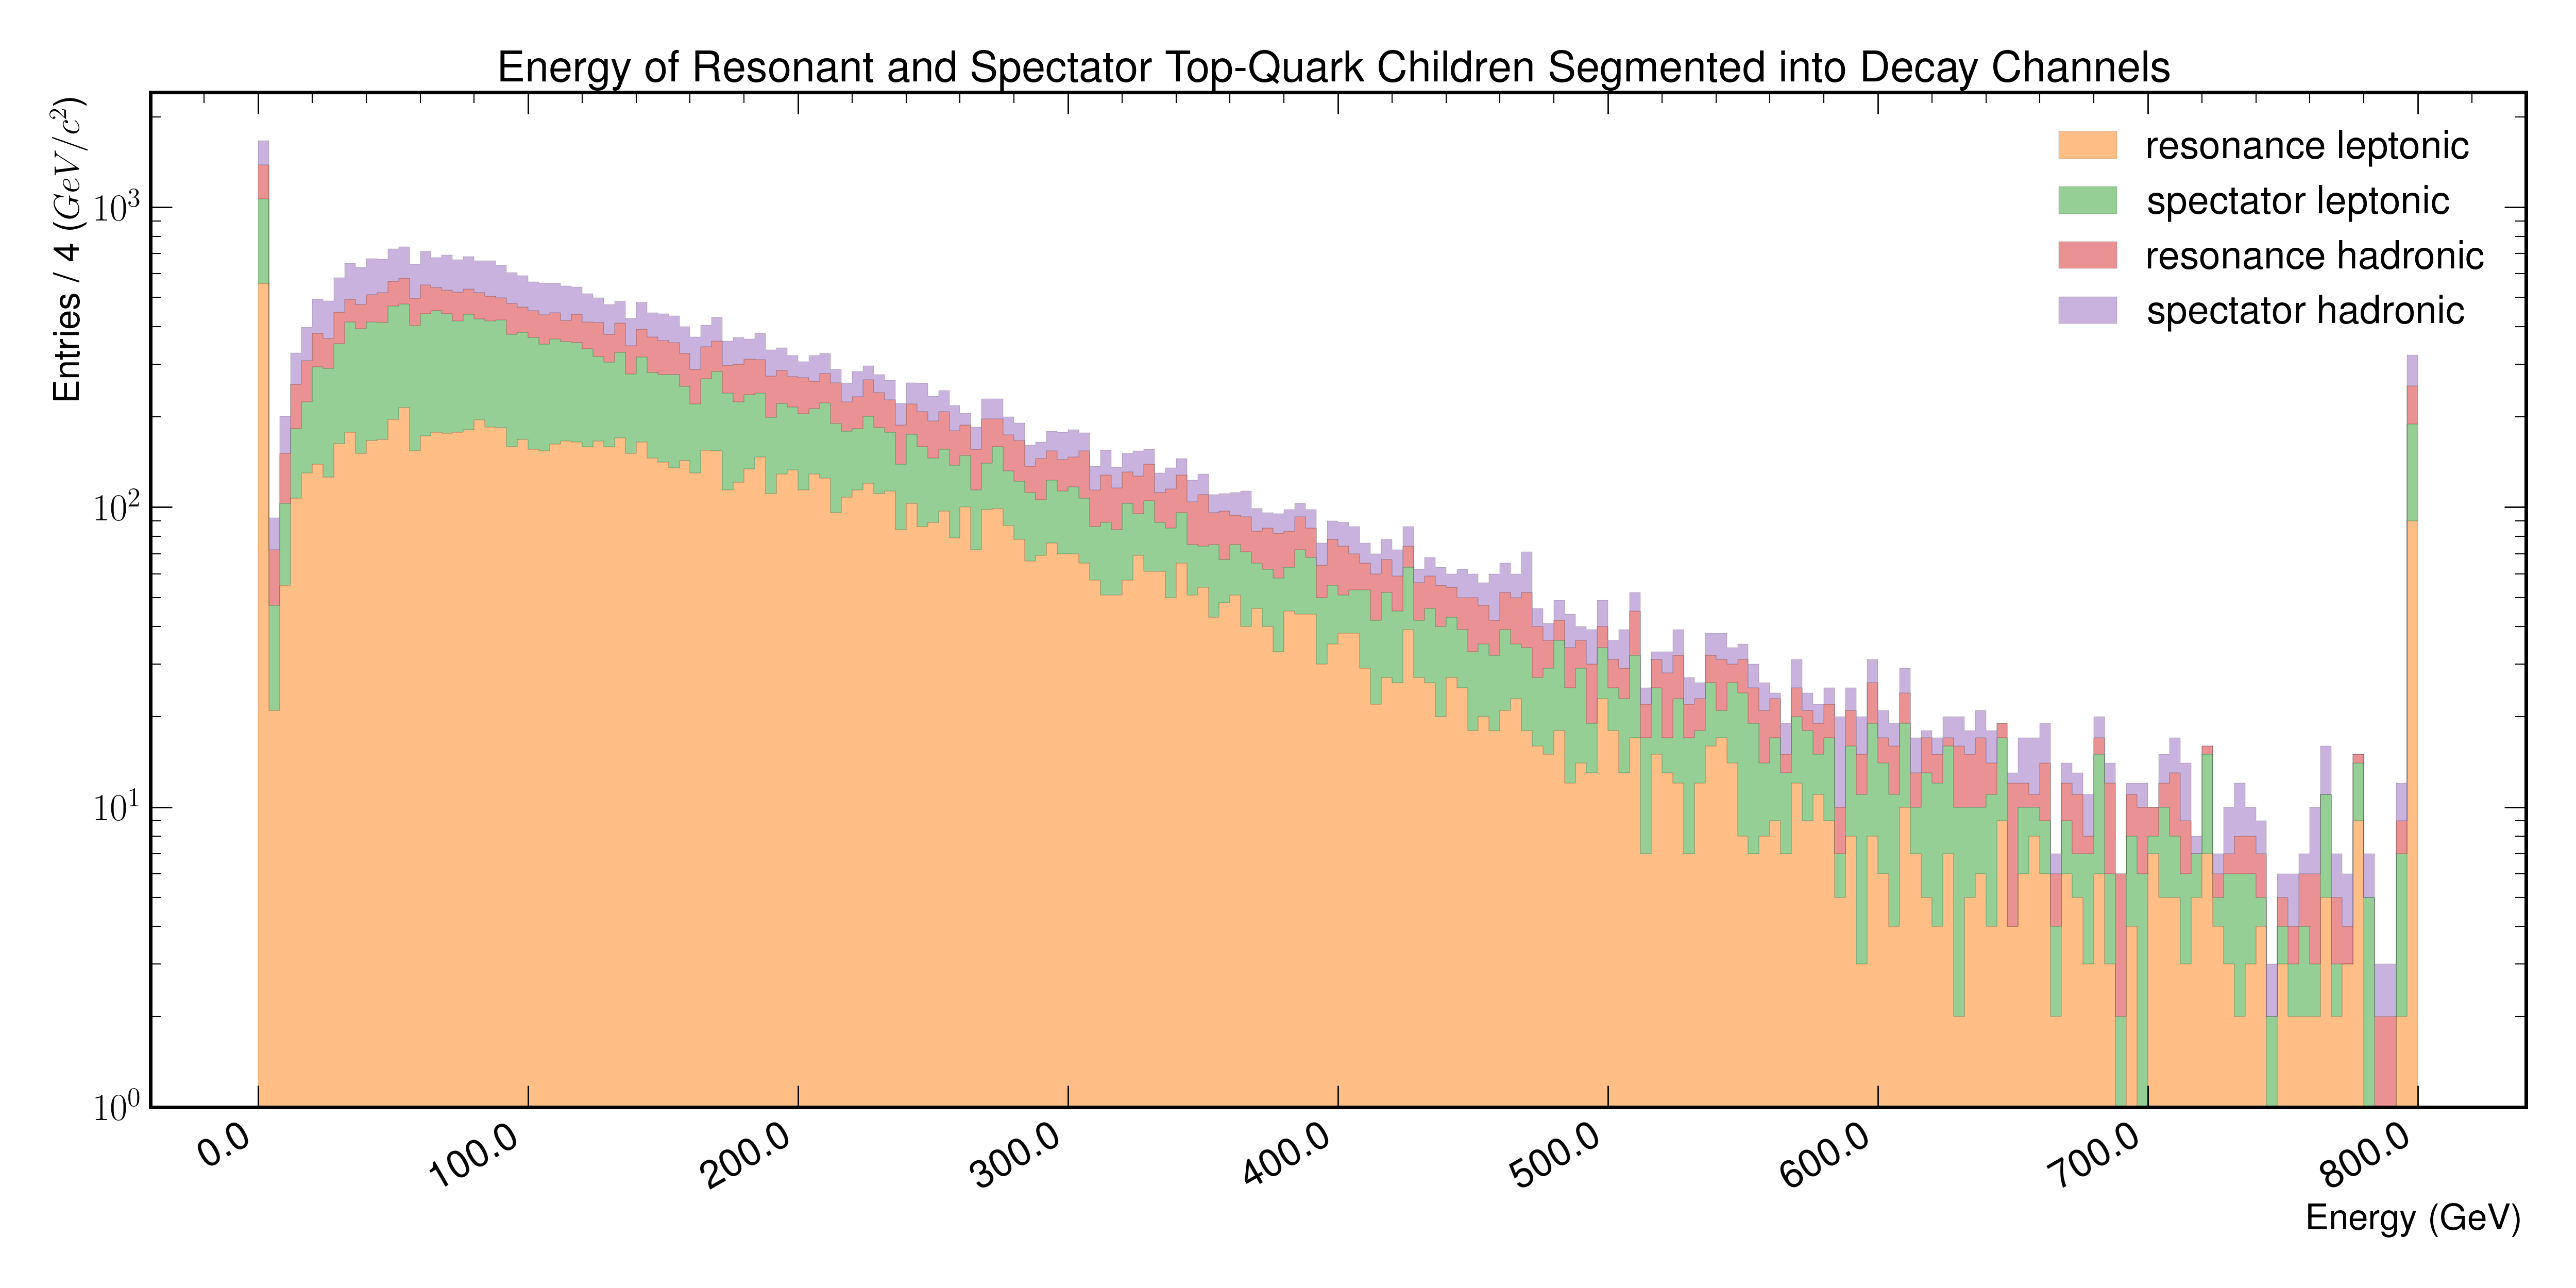 Energy of Resonant and Spectator Top-Quark Children Segmented into Decay Channels
Entries / 4 (GeV/c²)
10³
10²
10¹
10⁰
resonance leptonic
spectator leptonic
resonance hadronic
spectator hadronic
0.0
100.0
200.0
300.0
400.0
500.0
600.0
700.0
800.0
Energy (GeV)